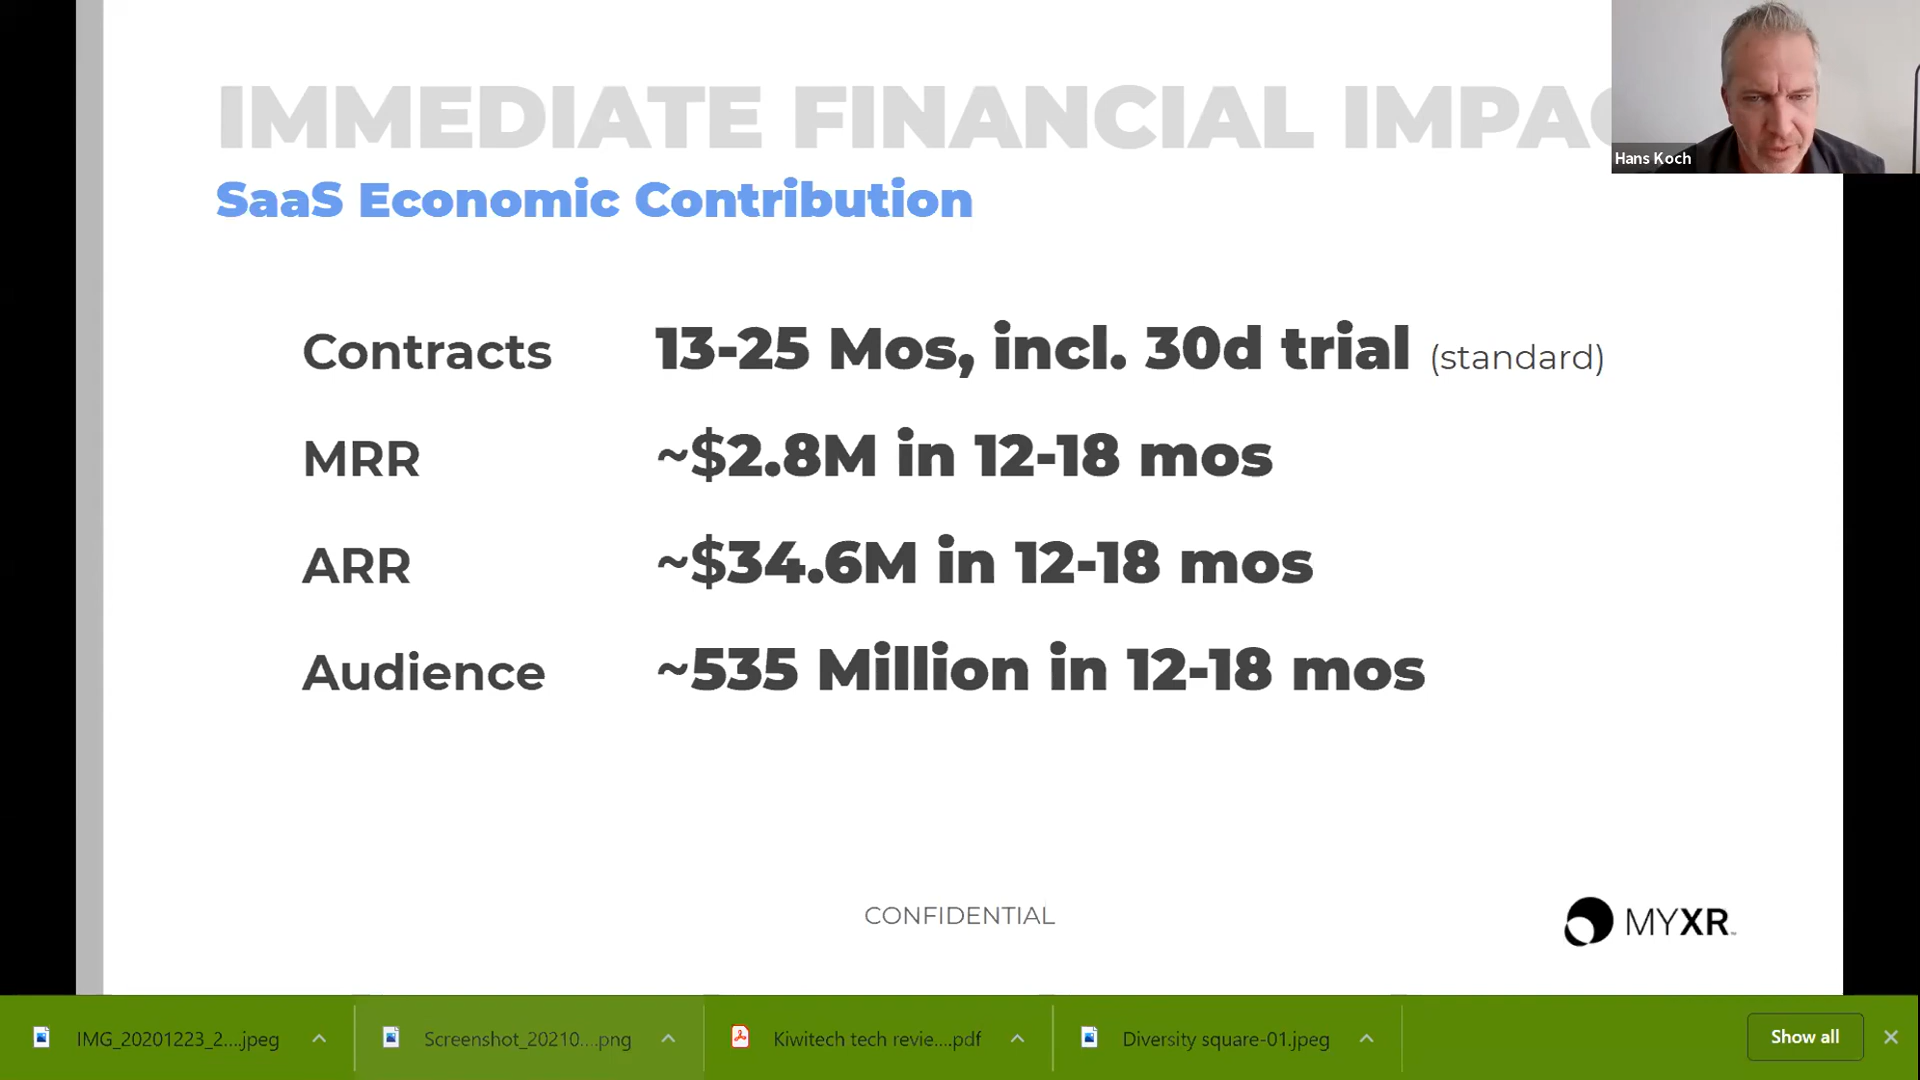 IMMEDIATE FINANCIAL IMPAC
Hans Koch
SaaS Economic Contribution
Contracts 13-25 Mos, incl. 30d trial (standard)
MRR ~$2.8M in 12-18 mos
ARR ~$34.6M in 12-18 mos
Audience ~535 Million in 12-18 mos
CONFIDENTIAL
MYXR
IMG_20201223_2....jpeg Screenshot_20210....png Kiwitech tech revie....pdf Diversity square-01.jpeg Show all